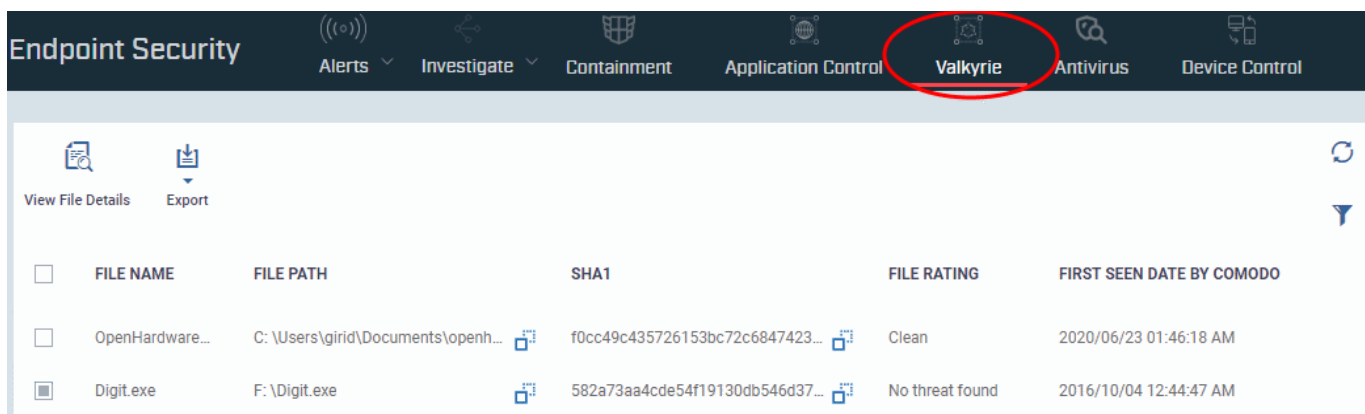 Endpoint Security
Alerts Investigate Containment Application Control Valkyrie Antivirus Device Control
View File Details Export
FILE NAME FILE PATH SHA1 FILE RATING FIRST SEEN DATE BY COMODO
OpenHardware... C: \Users\girid\Documents\openh... f0cc49c435726153bc72c6847423... Clean 2020/06/23 01:46:18 AM
Digit.exe F: \Digit.exe 582a73aa4cde54f19130db546d37... No threat found 2016/10/04 12:44:47 AM